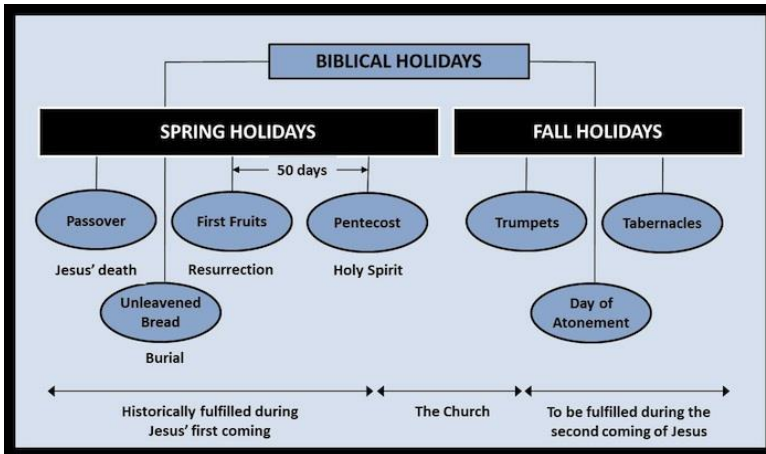 BIBLICAL HOLIDAYS
SPRING HOLIDAYS
FALL HOLIDAYS
50 days
Passover
First Fruits
Pentecost
Trumpets
Tabernacles
Jesus' death
Resurrection
Holy Spirit
Unleavened
Bread
Day of
Atonement
Burial
Historically fulfilled during
Jesus' first coming
The Church
To be fulfilled during the
second coming of Jesus